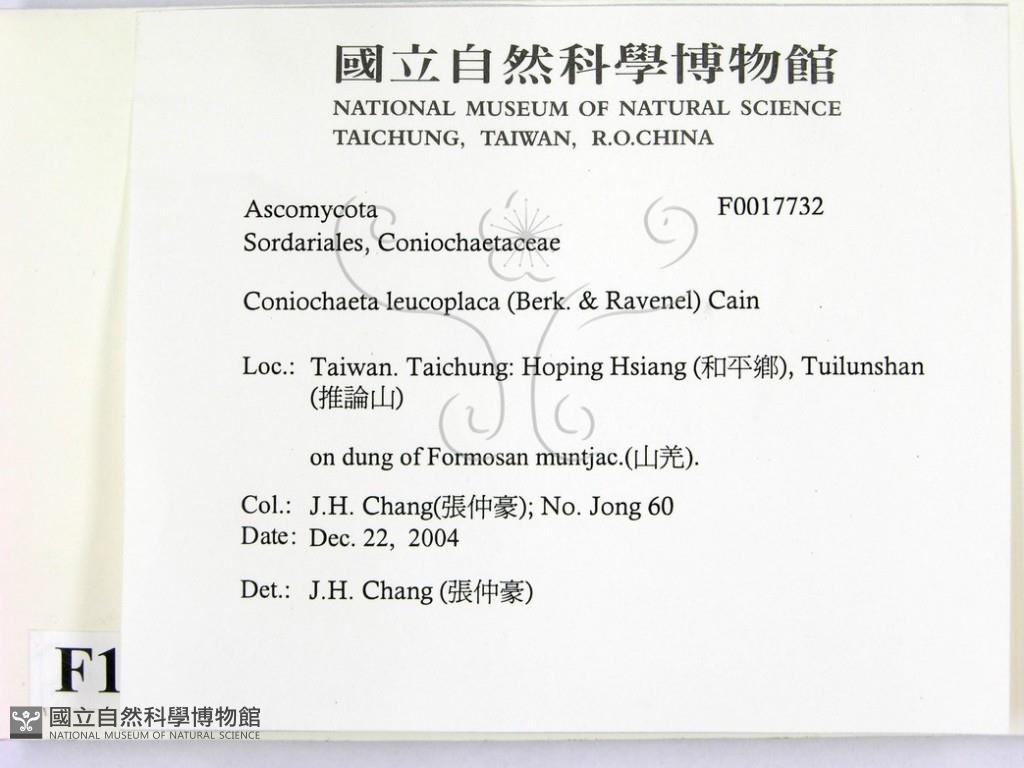 國立自然科學博物館
NATIONAL MUSEUM OF NATURAL SCIENCE
TAICHUNG, TAIWAN, R.O.CHINA
Ascomycota F0017732
Sordariales, Coniochaetaceae
Coniochaeta leucoplaca (Berk. & Ravenel) Cain
Loc.: Taiwan. Taichung: Hoping Hsiang (和平鄉), Tuilunshan
(推論山)
on dung of Formosan muntjac.(山羌).
Col.: J.H. Chang(張仲豪); No. Jong 60
Date: Dec. 22, 2004
Det.: J.H. Chang (張仲豪)
F1
國立自然科學博物館
NATIONAL MUSEUM OF NATURAL SCIENCE